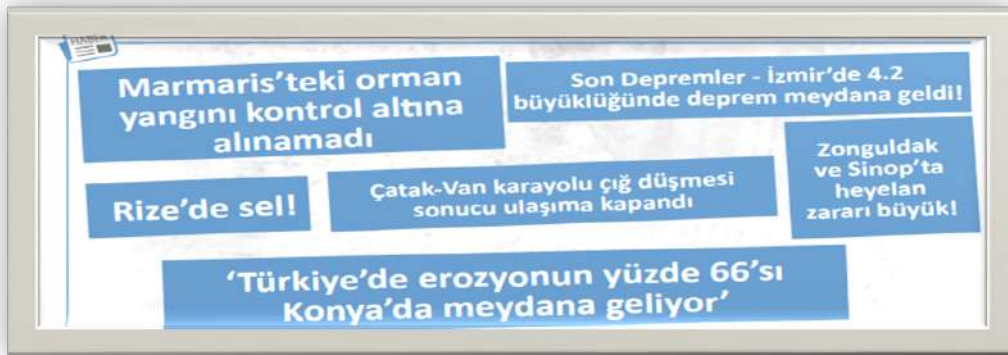 HABER
Marmaris’teki orman
yangını kontrol altına
alınamadı
Son Depremler - İzmir’de 4.2
büyüklüğünde deprem meydana geldi!
Rize’de sel!
Çatak-Van karayolu çığ düşmesi
sonucu ulaşıma kapandı
Zonguldak
ve Sinop’ta
heyelan
zararı büyük!
‘Türkiye’de erozyonun yüzde 66’sı
Konya’da meydana geliyor’